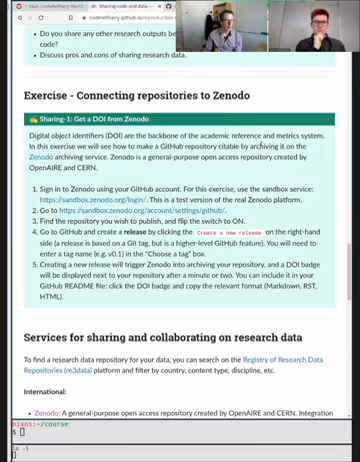 Sharing code and data —
coderefinery.github.io/reproducible-
Do you share any other research outputs be
code?
Discuss pros and cons of sharing research data.
Exercise - Connecting repositories to Zenodo
Sharing-1: Get a DOI from Zenodo
Digital object identifiers (DOI) are the backbone of the academic reference and metrics system.
In this exercise we will see how to make a GitHub repository citable by archiving it on the
Zenodo archiving service. Zenodo is a general-purpose open access repository created by
OpenAIRE and CERN.
1. Sign in to Zenodo using your GitHub account. For this exercise, use the sandbox service:
https://sandbox.zenodo.org/login/. This is a test version of the real Zenodo platform.
2. Go to https://sandbox.zenodo.org/account/settings/github/.
3. Find the repository you wish to publish, and flip the switch to ON.
4. Go to GitHub and create a release by clicking the Create a new release on the right-hand
side (a release is based on a Git tag, but is a higher-level GitHub feature). You will need to
enter a tag name (e.g. v0.1) in the "Choose a tag" box.
5. Creating a new release will trigger Zenodo into archiving your repository, and a DOI badge
will be displayed next to your repository after a minute or two. You can include it in your
GitHub README file: click the DOI badge and copy the relevant format (Markdown, RST,
HTML).
Services for sharing and collaborating on research data
To find a research data repository for your data, you can search on the Registry of Research Data
Repositories (re3data) platform and filter by country, content type, discipline, etc.
International:
Zenodo: A general-purpose open access repository created by OpenAIRE and CERN. Integration
nixos:~/course
$
ls -l